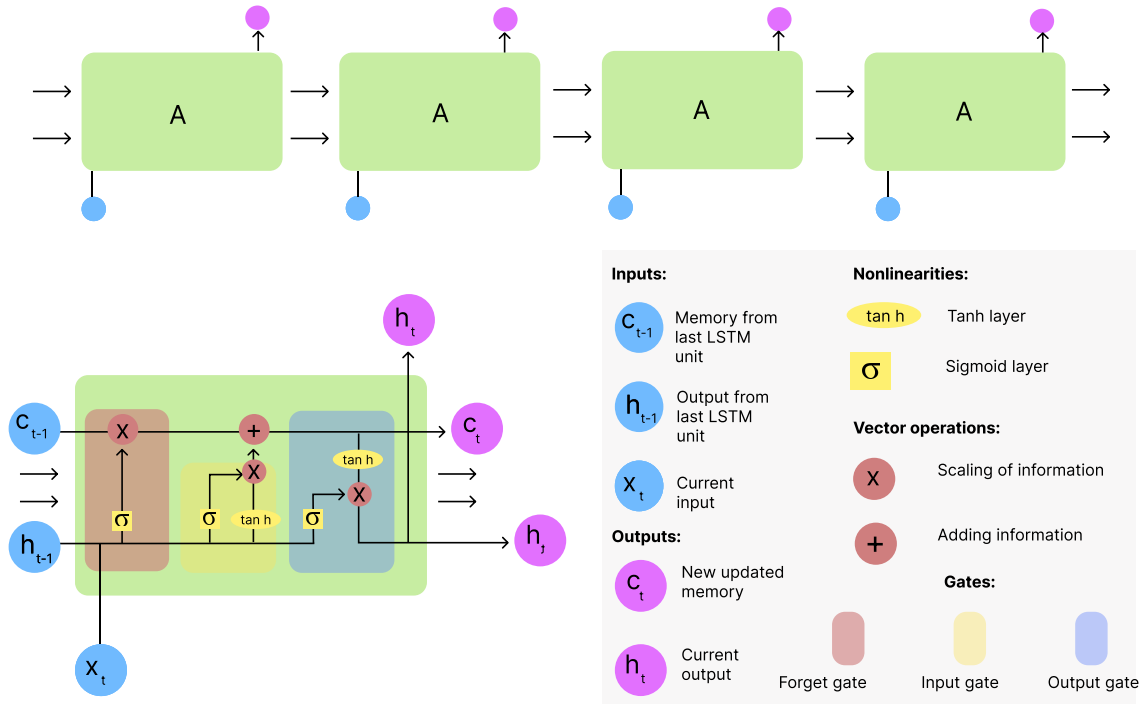 A
A
A
A
h t
C t-1
x
+
x
tan h
x
C t
σ
σ
tan h
σ
h t-1
h t
x t
Inputs:
C t-1
Memory from
last LSTM
unit
h t-1
Output from
last LSTM
unit
x t
Current
input
Outputs:
C t
New updated
memory
h t
Current
output
Nonlinearities:
tan h
Tanh layer
σ
Sigmoid layer
Vector operations:
x
Scaling of information
+
Adding information
Gates:
Forget gate
Input gate
Output gate